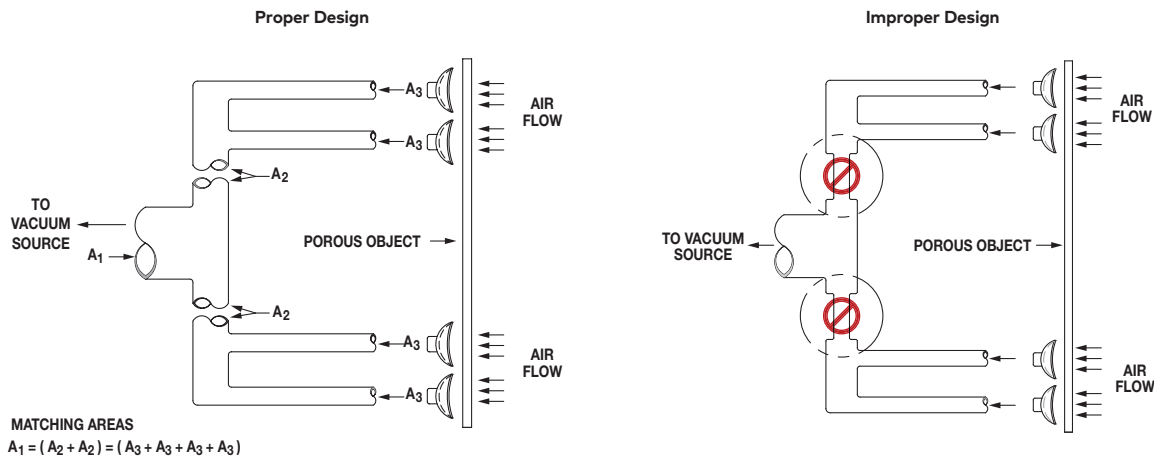 Proper Design
A3
A3
AIR
FLOW
A2
TO
VACUUM
SOURCE
A1
POROUS OBJECT
A2
A3
A3
AIR
FLOW
MATCHING AREAS
A1 = ( A2 + A2 ) = ( A3 + A3 + A3 + A3 )
Improper Design
AIR
FLOW
TO VACUUM
SOURCE
POROUS OBJECT
AIR
FLOW